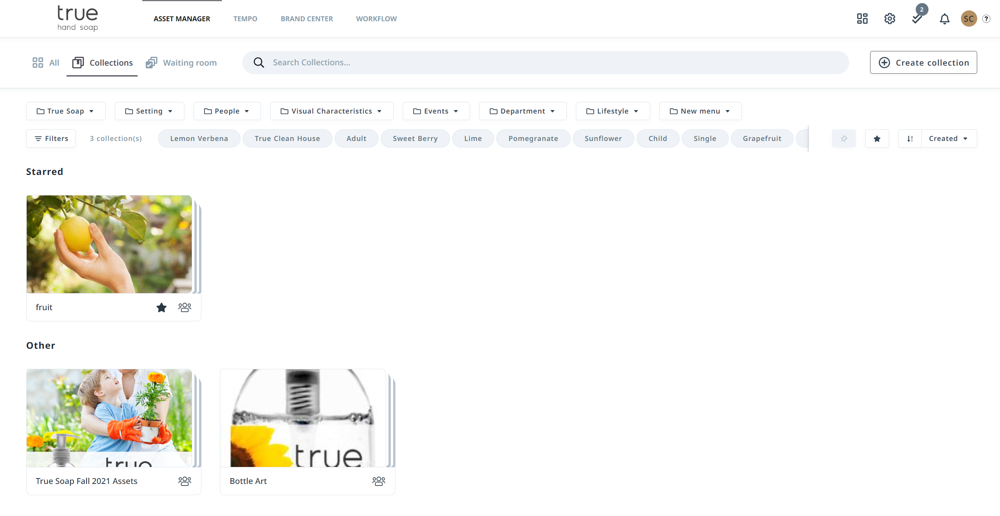 true
hand soap
ASSET MANAGER TEMPO BRAND CENTER WORKFLOW
2
SC
?
All Collections Waiting room
Search Collections...
Create collection
True Soap Setting People Visual Characteristics Events Department Lifestyle New menu
Filters 3 collection(s) Lemon Verbena True Clean House Adult Sweet Berry Lime Pomegranate Sunflower Child Single Grapefruit Created
Starred
fruit
Other
true
true
True Soap Fall 2021 Assets
Bottle Art